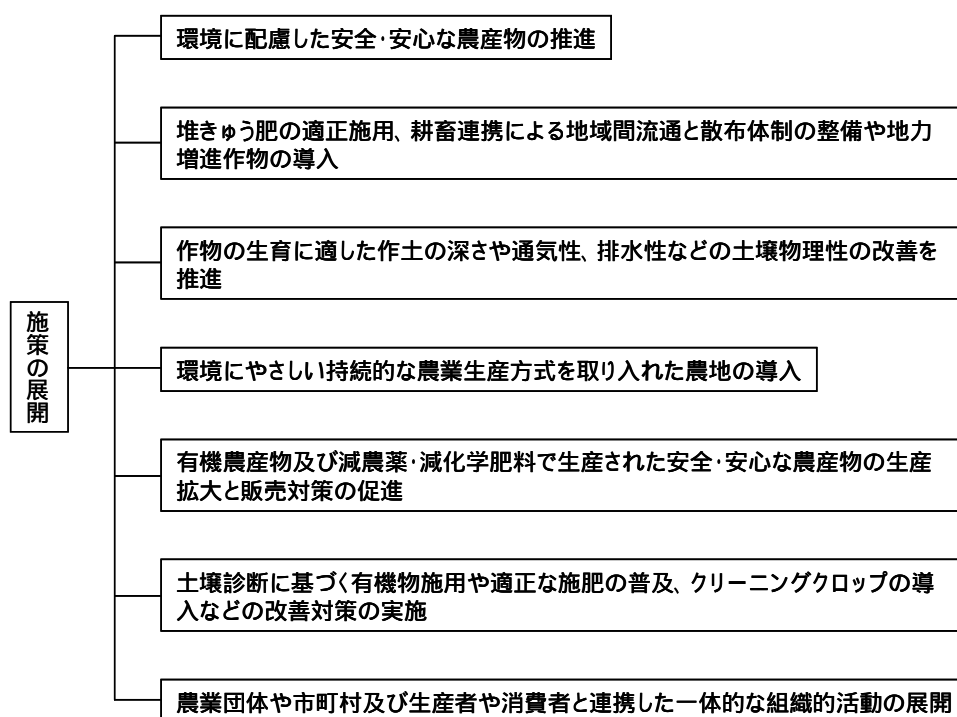 環境に配慮した安全・安心な農産物の推進
堆きゅう肥の適正施用、耕畜連携による地域間流通と散布体制の整備や地力
増進作物の導入
作物の生育に適した作土の深さや通気性、排水性などの土壌物理性の改善を
推進
施策の展開
環境にやさしい持続的な農業生産方式を取り入れた農地の導入
有機農産物及び減農薬・減化学肥料で生産された安全・安心な農産物の生産
拡大と販売対策の促進
土壌診断に基づく有機物施用や適正な施肥の普及、クリーニングクロップの導
入などの改善対策の実施
農業団体や市町村及び生産者や消費者と連携した一体的な組織的活動の展開